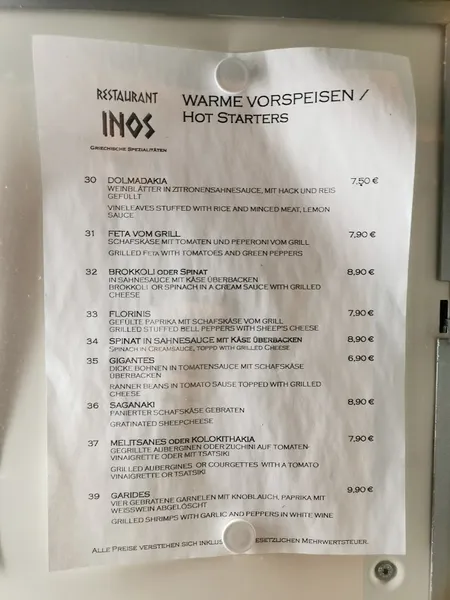 RESTAURANT
INOS
GRIECHISCHE SPEZIALITÄTEN
WARME VORSPEISEN /
HOT STARTERS
30 DOLMADAKIA 7,50 €
WEINBLÄTTER IN ZITRONENSAHNESAUCE, MIT HACK UND REIS
GEFÜLLT
VINELEAVES STUFFED WITH RICE AND MINCED MEAT, LEMON
SAUCE
31 FETA VOM GRILL 7,90 €
SCHAFSKÄSE MIT TOMATEN UND PEPERONI VOM GRILL
GRILLED FETA WITH TOMATOES AND GREEN PEPPERS
32 BROKKOLI ODER SPINAT 8,90 €
IN SAHNESAUCE MIT KÄSE ÜBERBACKEN
BROKKOLI OR SPINACH IN A CREAM SAUCE WITH GRILLED
CHEESE
33 FLORINIS 7,90 €
GEFÜLTE PAPRIKA MIT SCHAFSKÄSE VOM GRILL
GRILLED STUFFED BELL PEPPERS WITH SHEEP'S CHEESE
34 SPINAT IN SAHNESAUCE MIT KÄSE ÜBERBACKEN 8,90 €
SPINACH IN CREAMSAUCE, TOPPD WITH GRILLED CHEESE
35 GIGANTES 6,90 €
DICKE BOHNEN IN TOMATENSAUCE MIT SCHAFSKÄSE
ÜBERBACKEN
RANNER BEANS IN TOMATO SAUSE TOPPED WITH GRILLED
CHEESE
36 SAGANAKI 8,90 €
PANIERTER SCHAFSKÄSE GEBRATEN
GRATINATED SHEEPCHEESE
37 MELITSANES ODER KOLOKITHAKIA 7,90 €
GEGRILLTE AUBERGINEN ODER ZUCHINI AUF TOMATEN-
VINAIGRETTE ODER MIT TSATSIKI
GRILLED AUBERGINES OR COURGETTES WITH A TOMATO
VINAIGRETTE OR TSATSIKI
39 GARIDES 9,90 €
VIER GEBRATENE GARNELEN MIT KNOBLAUCH, PAPRIKA MIT
WEISSWEIN ABGELÖSCHT
GRILLED SHRIMPS WITH GARLIC AND PEPPERS IN WHITE WINE
ALLE PREISE VERSTEHEN SICH MEHRWERTSTEUER.